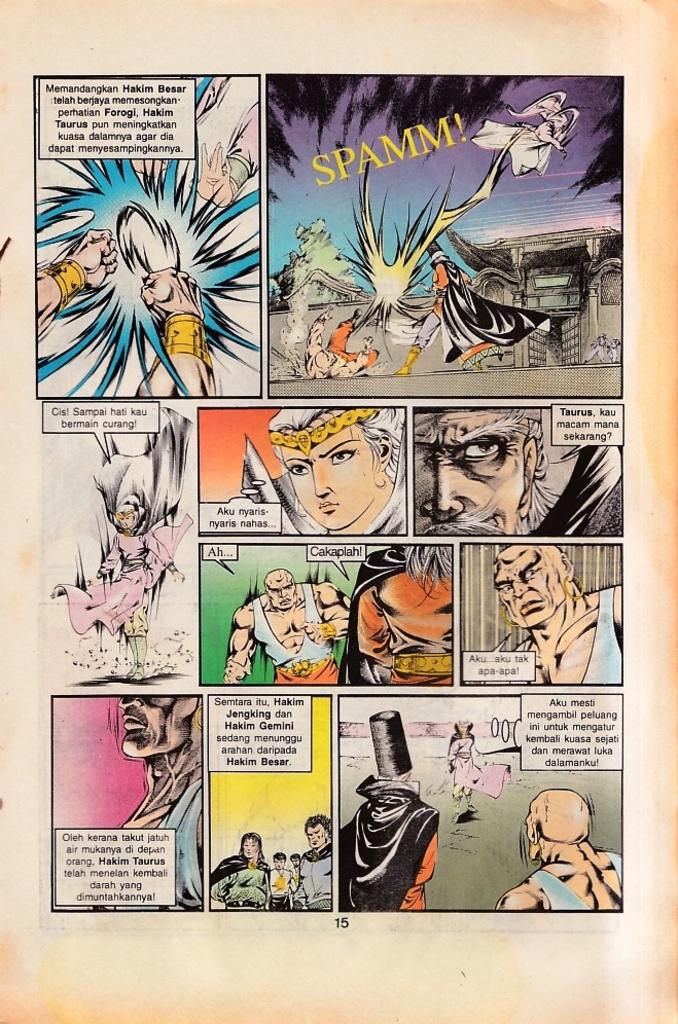 Memandangkan Hakim Besar
telah berjaya memesongkan
perhatian Forogi, Hakim
Taurus pun meningkatkan
kuasa dalamnya agar dia
dapat menyesampingkannya.
SPAMM!
Cis! Sampai hati kau
bermain curang!
Aku nyaris-
nyaris nahas...
Taurus, kau
macam mana
sekarang?
Ah...
Cakaplah!
Aku...aku tak
apa-apa!
Oleh kerana takut jatuh
air mukanya di depan
orang, Hakim Taurus
telah menelan kembali
darah yang
dimuntahkannya!
Semtara itu, Hakim
Jengking dan
Hakim Gemini
sedang menunggu
arahan daripada
Hakim Besar.
Aku mesti
mengambil peluang
ini untuk mengatur
kembali kuasa sejati
dan merawat luka
dalamanku!
15